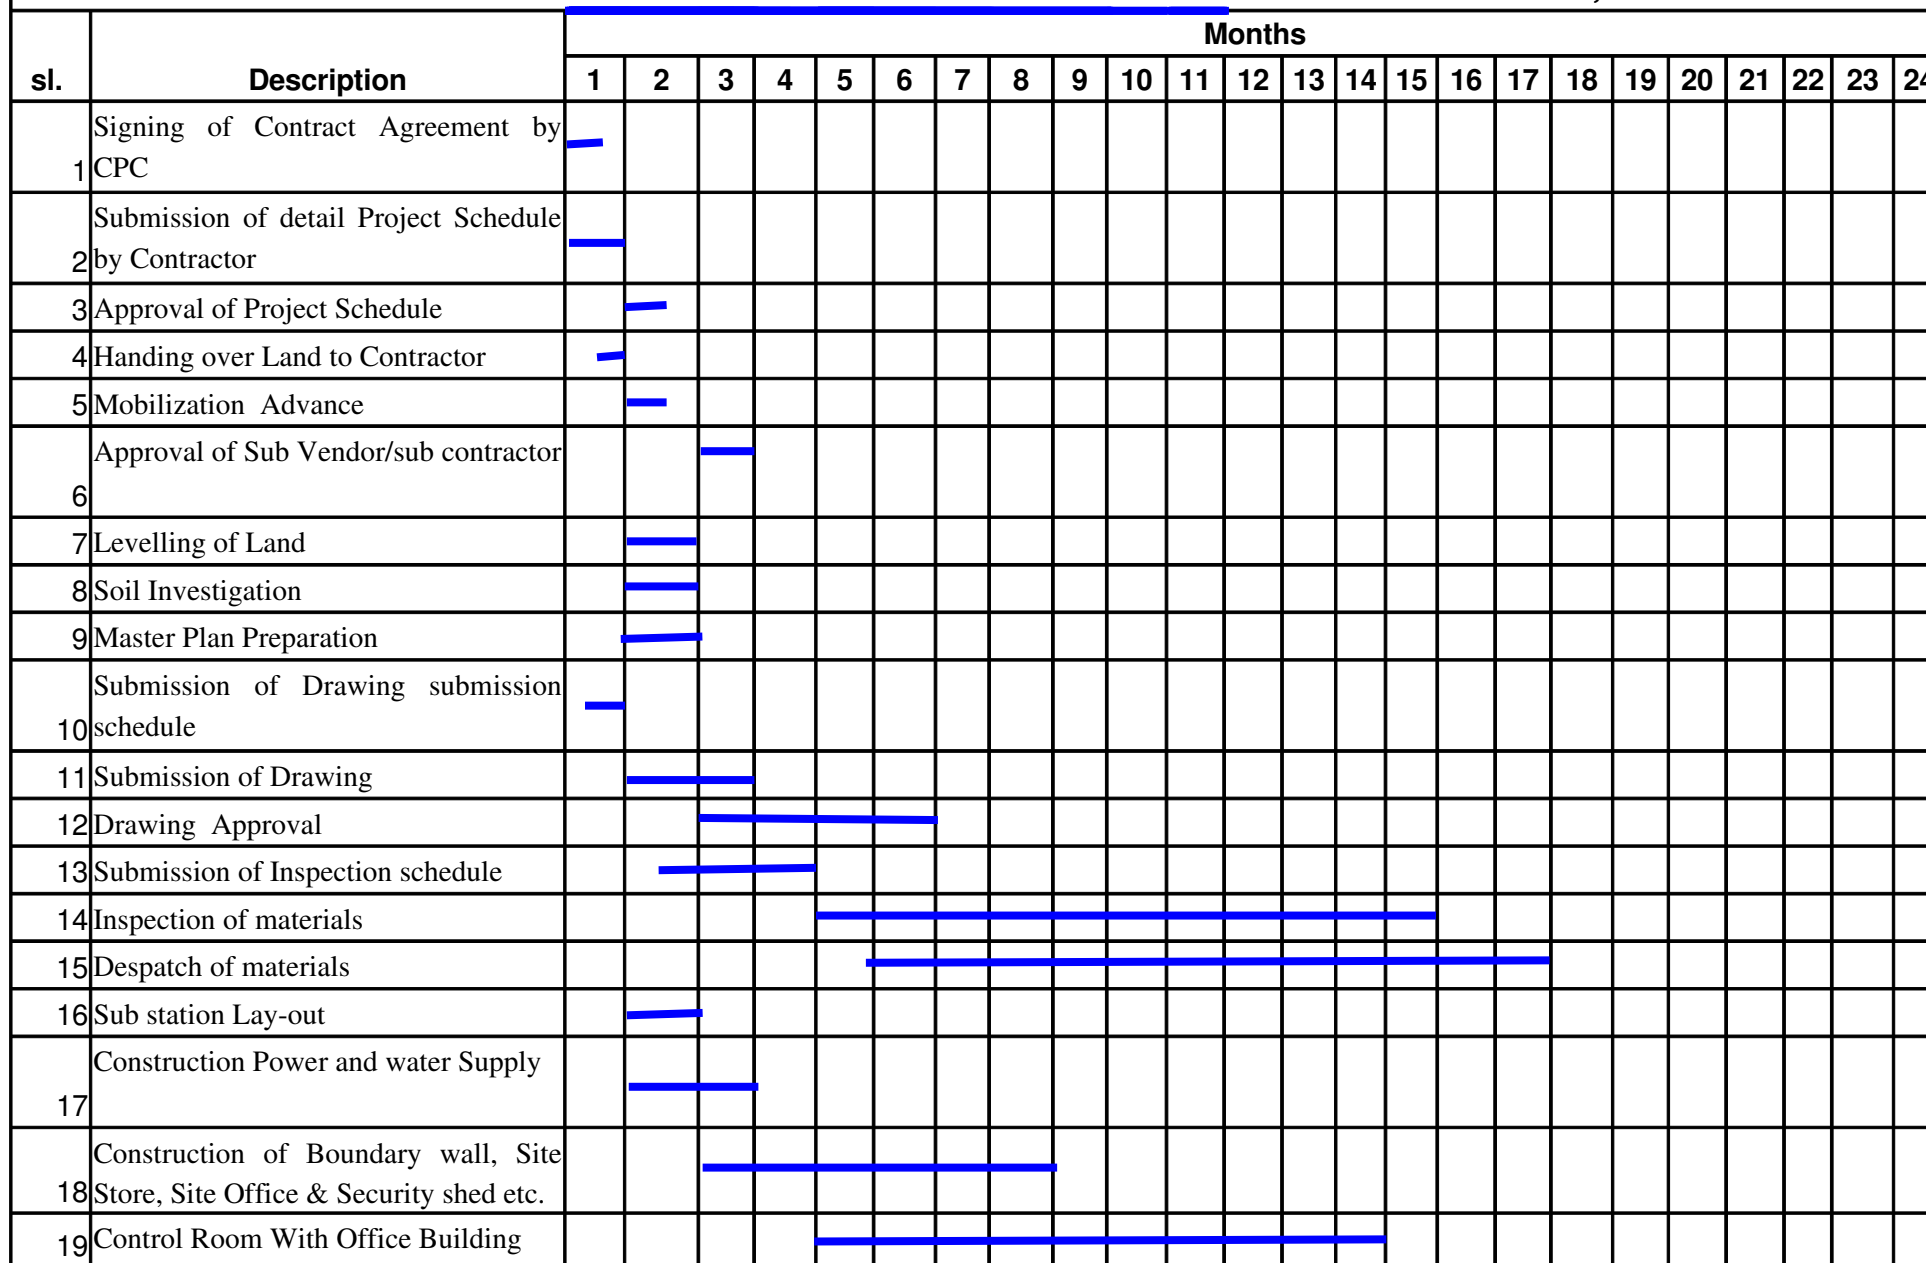 Months
sl. Description 1 2 3 4 5 6 7 8 9 10 11 12 13 14 15 16 17 18 19 20 21 22 23 24
Signing of Contract Agreement by
1 CPC
Submission of detail Project Schedule
2 by Contractor
3 Approval of Project Schedule
4 Handing over Land to Contractor
5 Mobilization Advance
Approval of Sub Vendor/sub contractor
6
7 Levelling of Land
8 Soil Investigation
9 Master Plan Preparation
Submission of Drawing submission
10 schedule
11 Submission of Drawing
12 Drawing Approval
13 Submission of Inspection schedule
14 Inspection of materials
15 Despatch of materials
16 Sub station Lay-out
Construction Power and water Supply
17
Construction of Boundary wall, Site
18 Store, Site Office & Security shed etc.
19 Control Room With Office Building